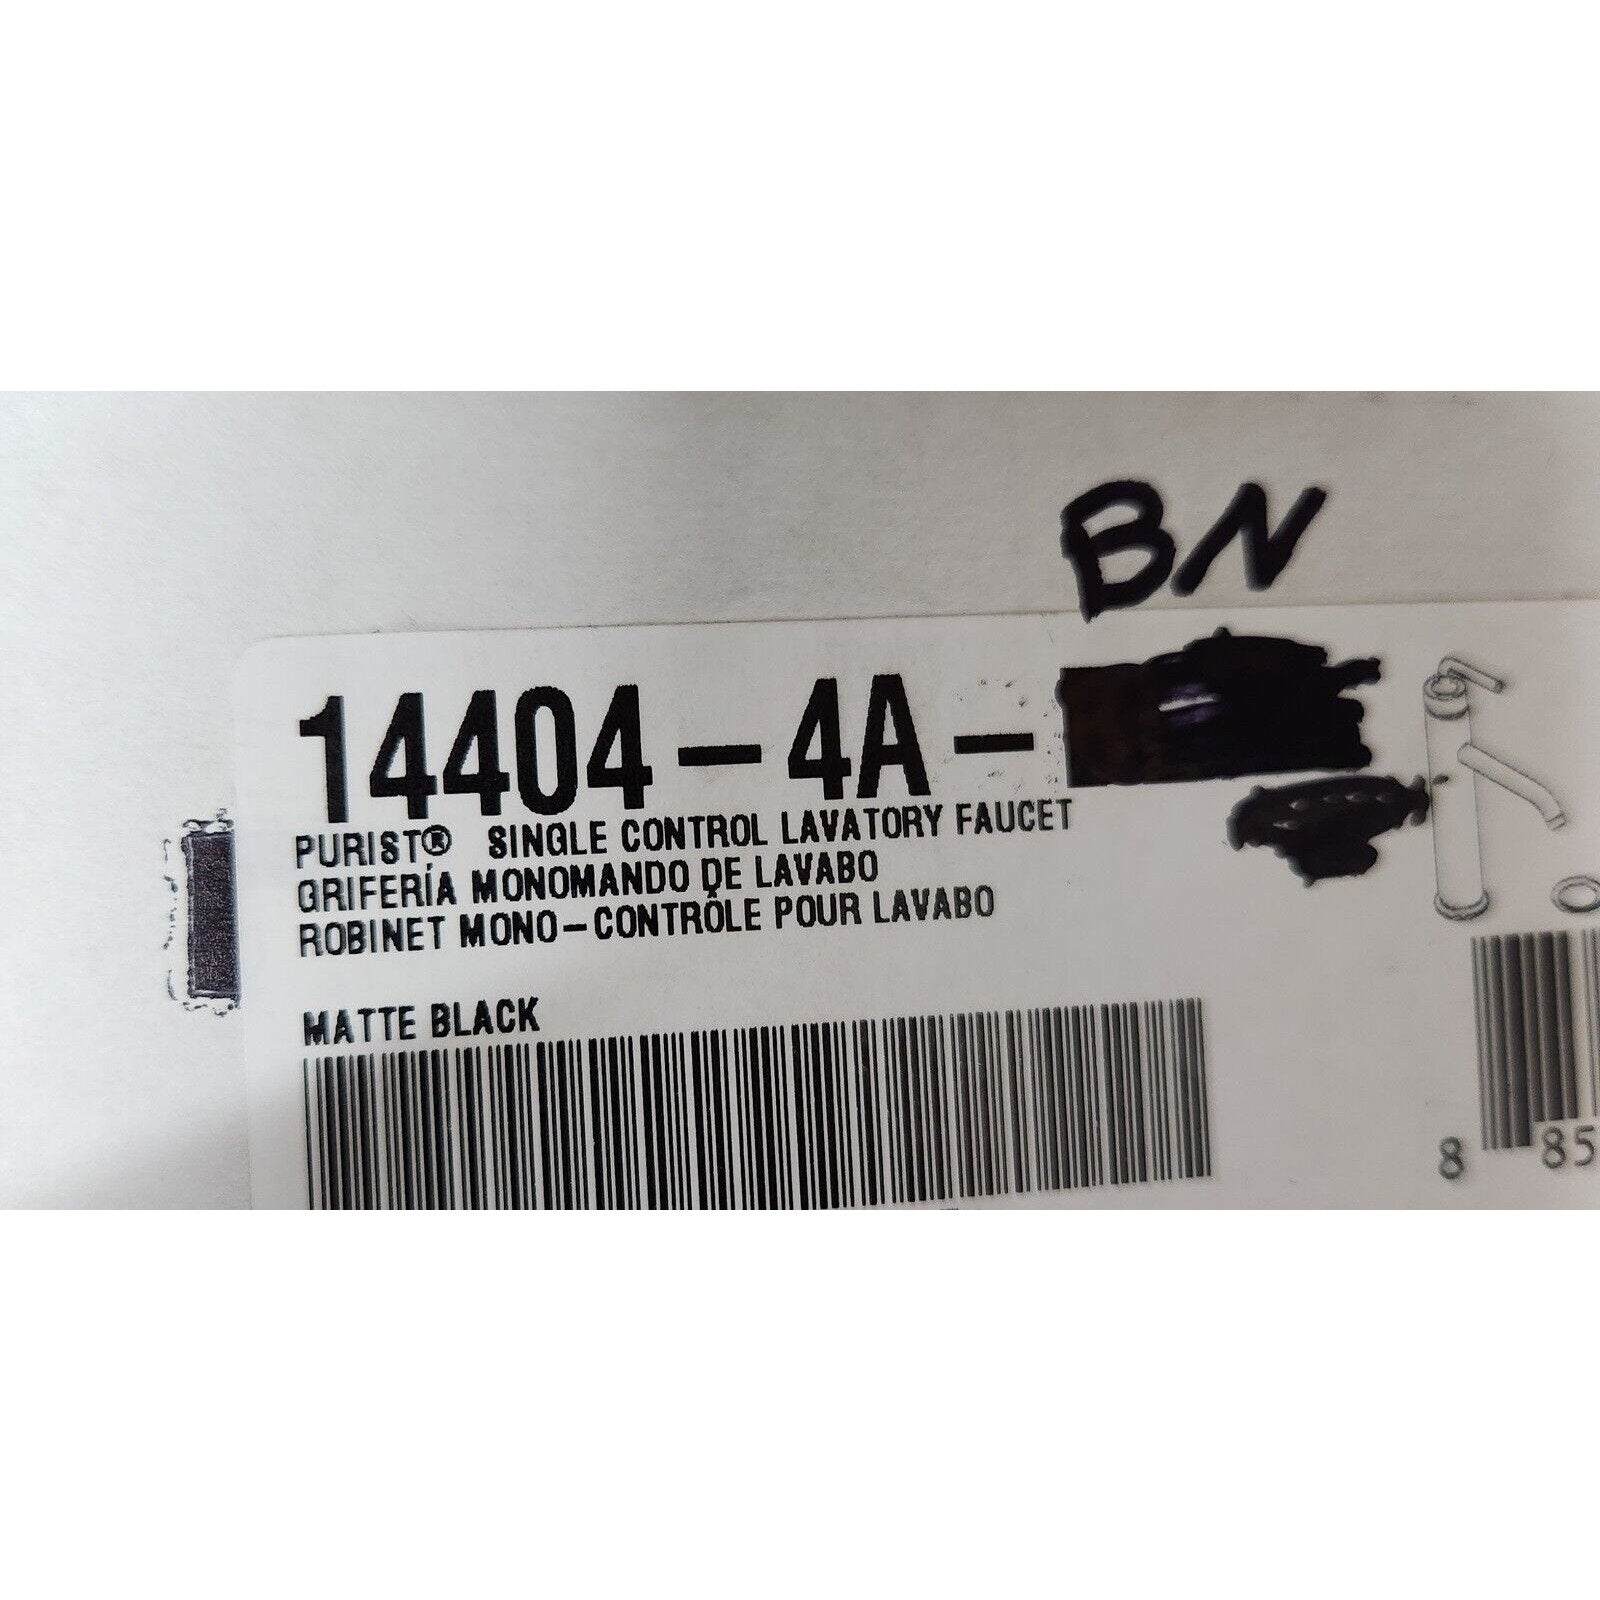 BN
14404-4A-
PURIST® SINGLE CONTROL LAVATORY FAUCET
GRIFERÍA MONOMANDO DE LAVABO
ROBINET MONO-CONTRÔLE POUR LAVABO
MATTE BLACK
8 85